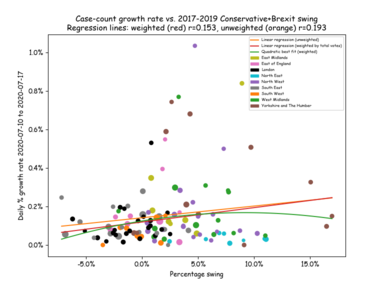 Case-count growth rate vs. 2017-2019 Conservative+Brexit swing
Regression lines: weighted (red) r=0.153, unweighted (orange) r=0.193
Linear regression (unweighted)
Linear regression (weighted by total votes)
Quadratic best fit (weighted)
East Midlands
East of England
London
North East
North West
South East
South West
West Midlands
Yorkshire and The Humber
Daily % growth rate 2020-07-10 to 2020-07-17
1.0%
0.8%
0.6%
0.4%
0.2%
0.0%
-5.0%
0.0%
5.0%
10.0%
15.0%
Percentage swing